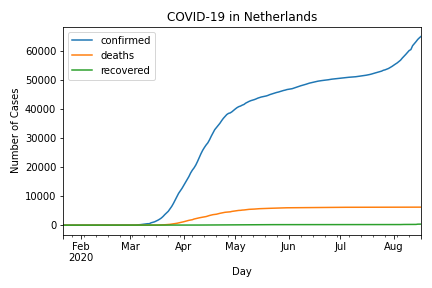 COVID-19 in Netherlands
confirmed
deaths
recovered
Number of Cases
60000
50000
40000
30000
20000
10000
0
Feb Mar Apr May Jun Jul Aug
2020
Day